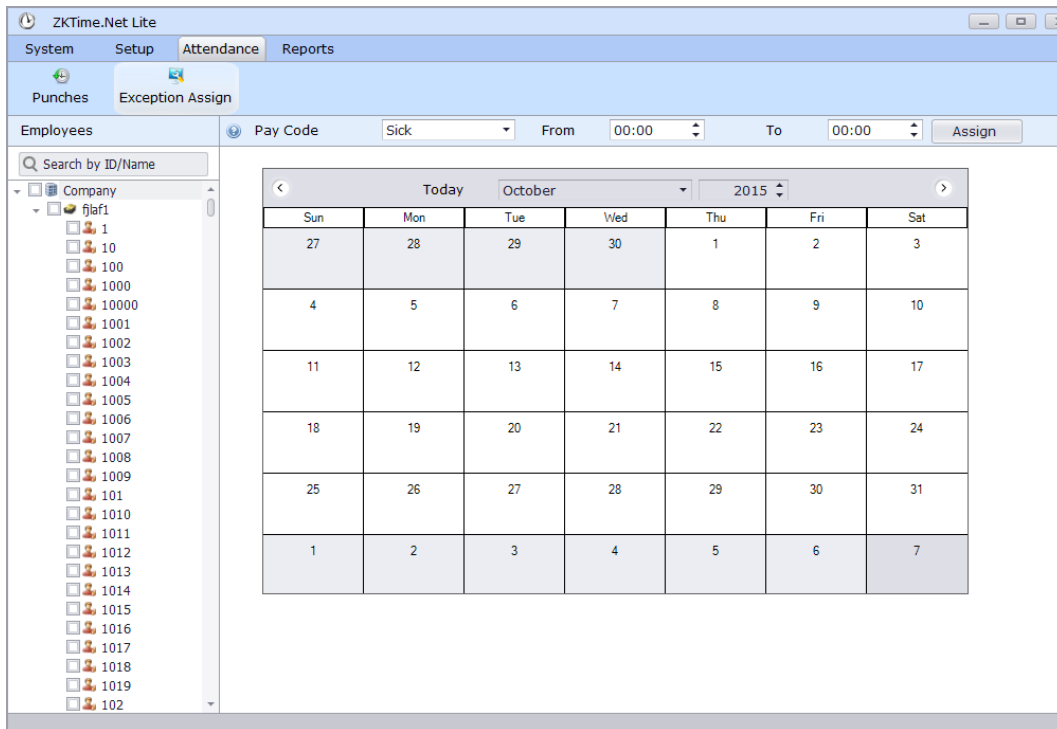 ZKTime.Net Lite
System Setup Attendance Reports
Punches Exception Assign
Employees Pay Code Sick From 00:00 To 00:00 Assign
Search by ID/Name
Company
fjlaf1
1
10
100
1000
10000
1001
1002
1003
1004
1005
1006
1007
1008
1009
101
1010
1011
1012
1013
1014
1015
1016
1017
1018
1019
102
Today October 2015
Sun Mon Tue Wed Thu Fri Sat
27 28 29 30 1 2 3
4 5 6 7 8 9 10
11 12 13 14 15 16 17
18 19 20 21 22 23 24
25 26 27 28 29 30 31
1 2 3 4 5 6 7